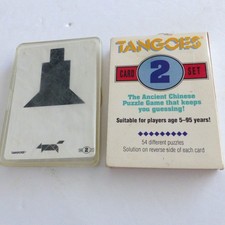 TANGOES
CARD 2 SET
The Ancient Chinese
Puzzle Game that keeps
you guessing!
Suitable for players age 5-95 years!
54 different puzzles
Solution on reverse side of each card
2